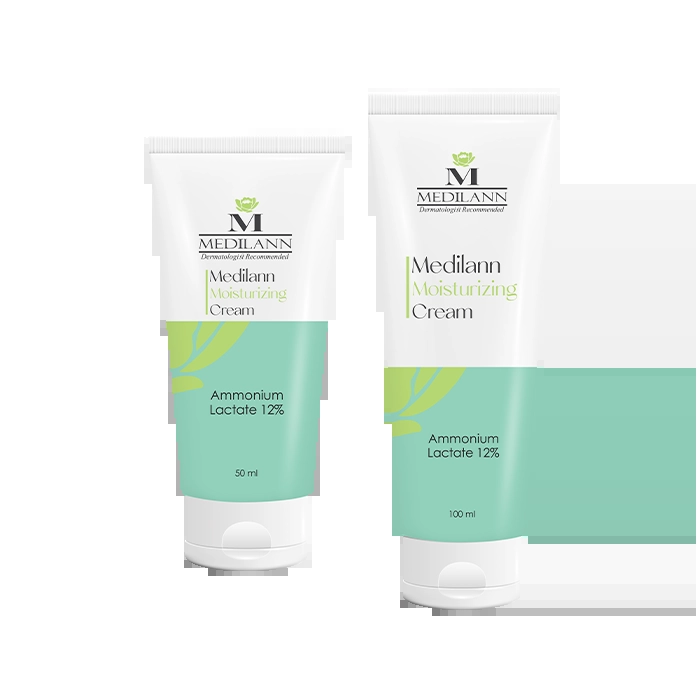 M
MEDILANN
Dermatologist Recommended
Medilann
Moisturizing
Cream
Ammonium
Lactate 12%
50 ml
M
MEDILANN
Dermatologist Recommended
Medilann
Moisturizing
Cream
Ammonium
Lactate 12%
100 ml